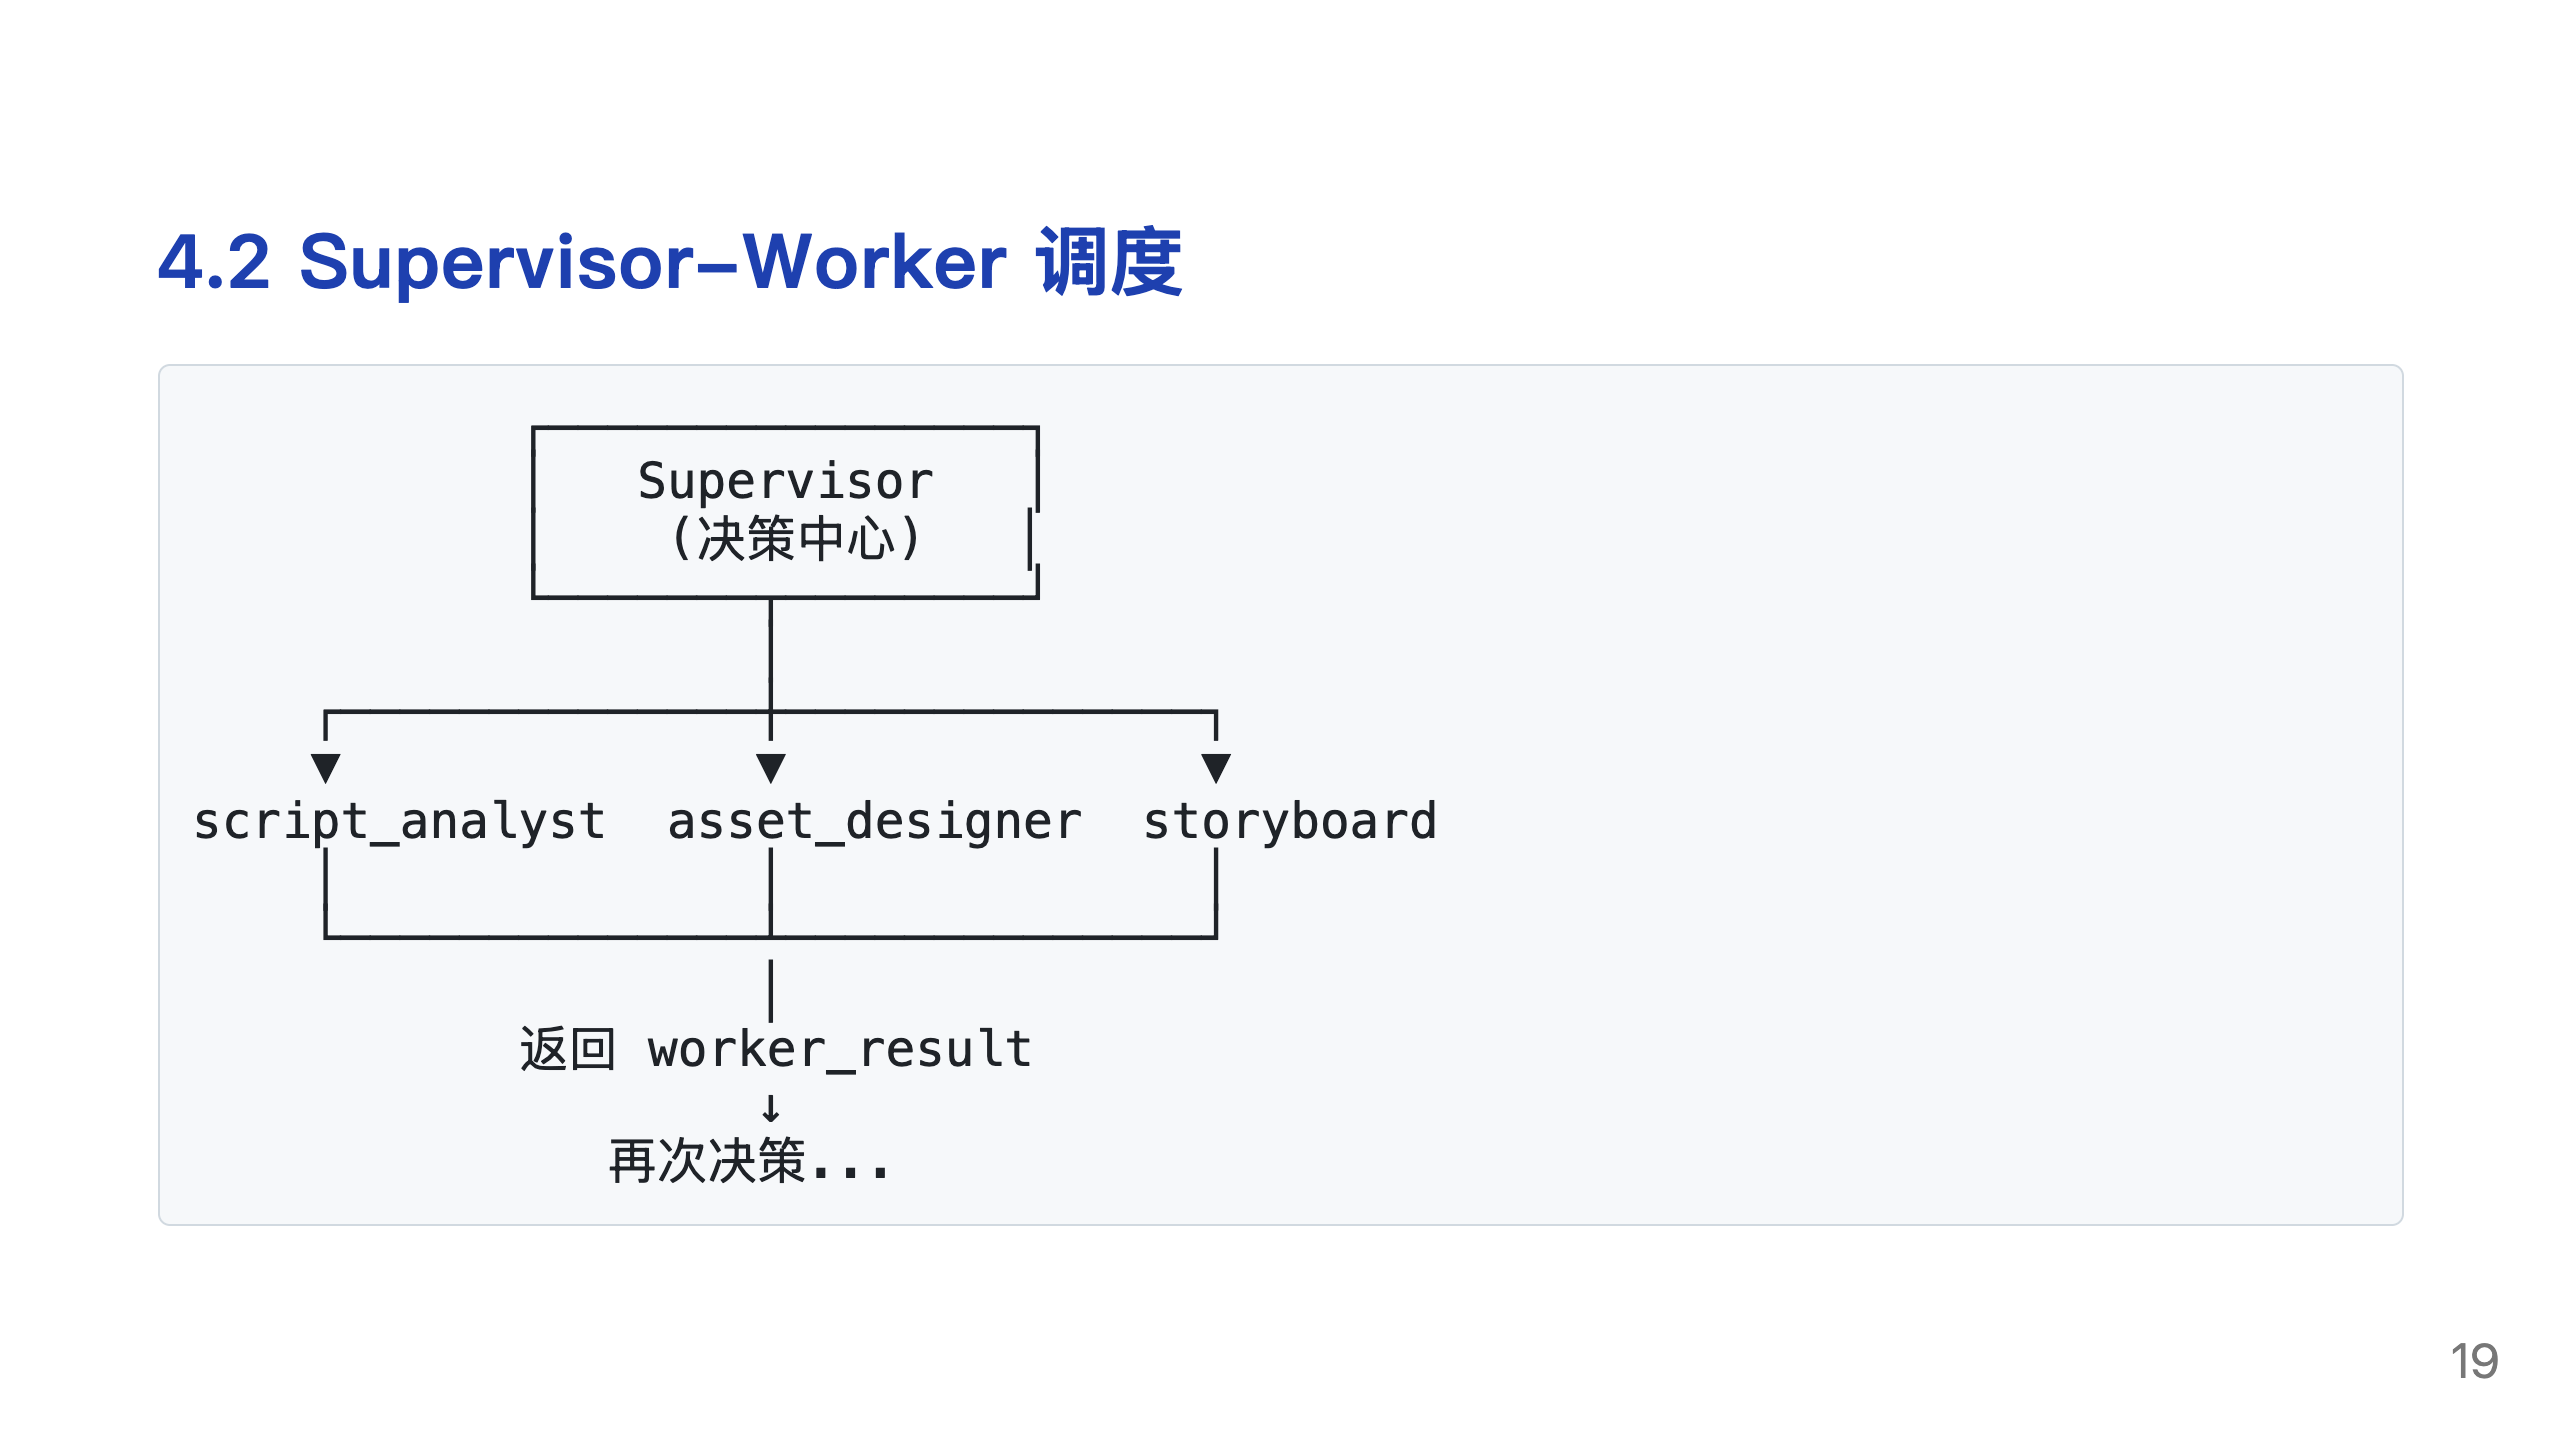 4.2 Supervisor–Worker 调度
Supervisor
(决策中心)
script_analyst asset_designer storyboard
返回 worker_result
↓
再次决策...
19